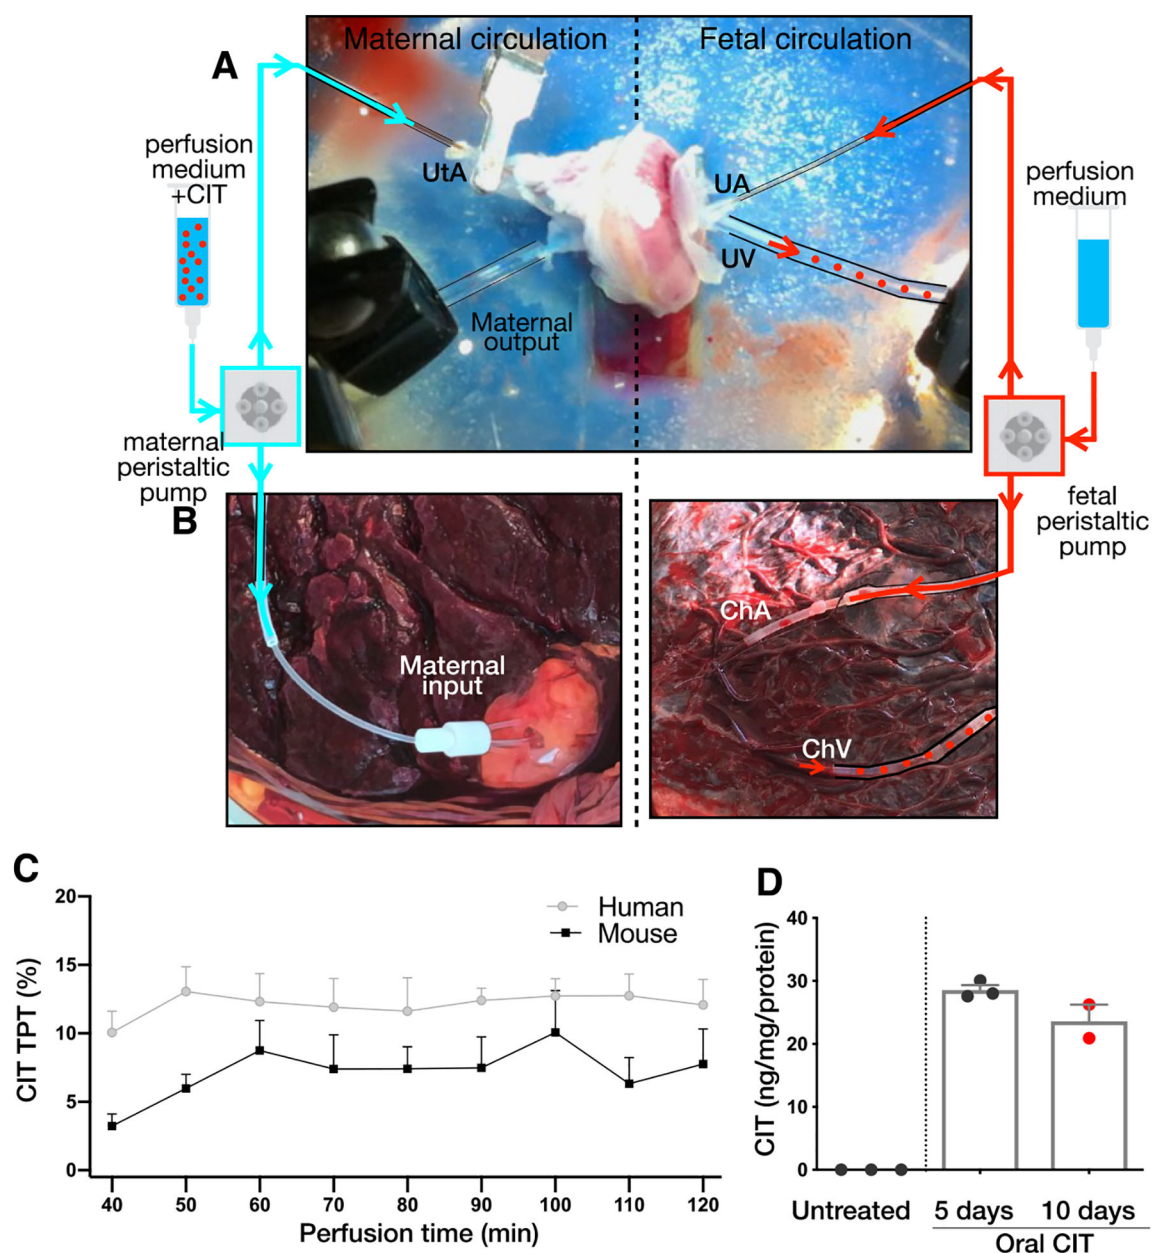 A
Maternal circulation
Fetal circulation
perfusion
medium
+CIT
UtA
UA
UV
perfusion
medium
Maternal
output
maternal
peristaltic
pump
fetal
peristaltic
pump
B
Maternal
input
ChA
ChV
C
CIT TPT (%)
20
15
10
5
0
Human
Mouse
40 50 60 70 80 90 100 110 120
Perfusion time (min)
D
CIT (ng/mg/protein)
40
30
20
10
0
Untreated 5 days 10 days
Oral CIT